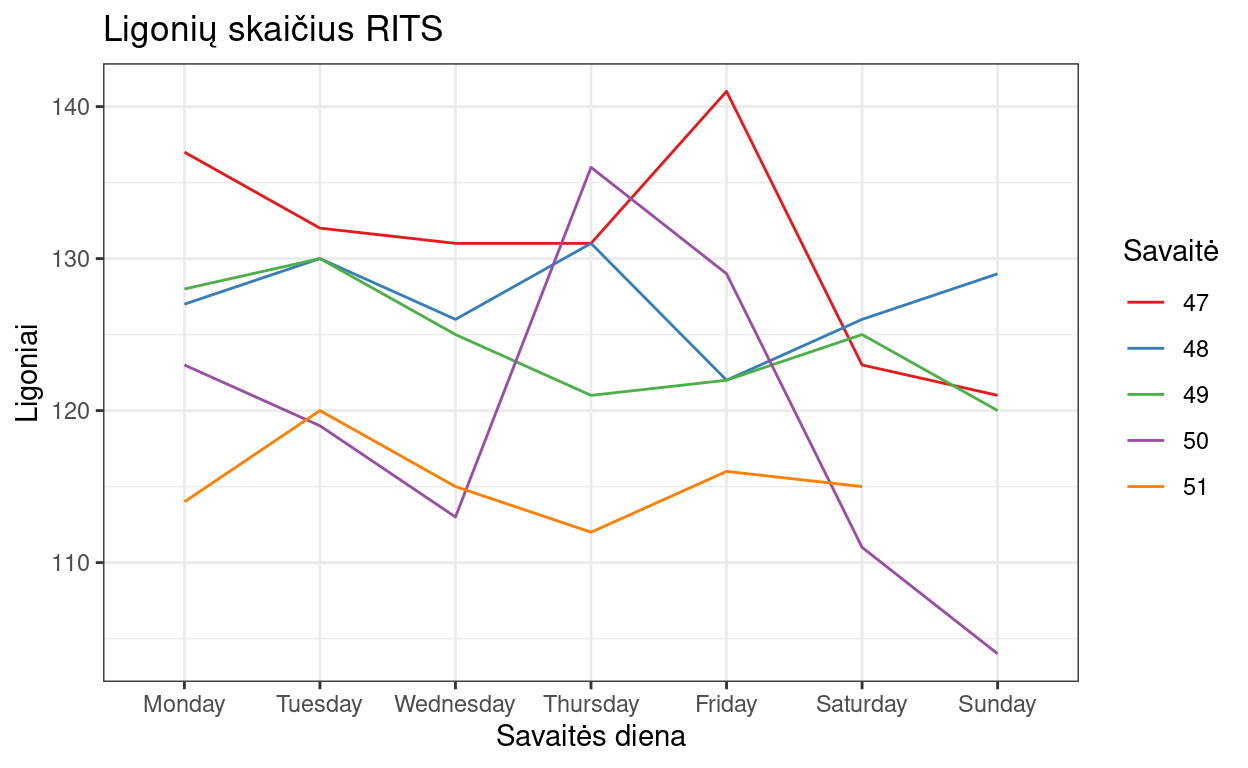 Ligonių skaičius RITS
140
130
120
110
Ligoniai
Monday Tuesday Wednesday Thursday Friday Saturday Sunday
Savaitės diena
Savaitė
47
48
49
50
51